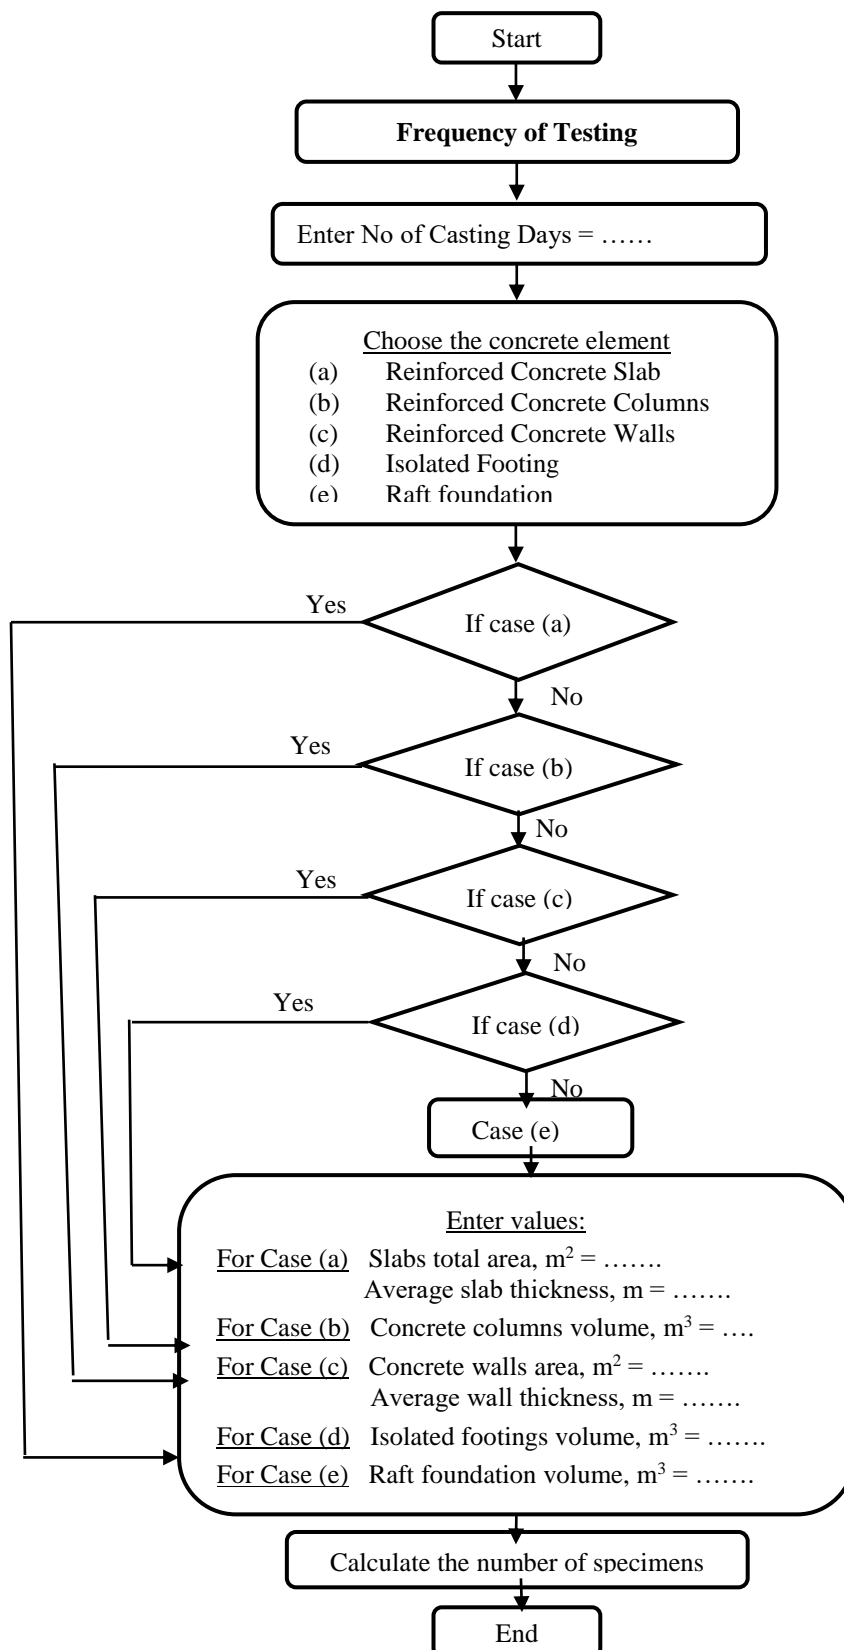 Start
Frequency of Testing
Enter No of Casting Days = ……
Choose the concrete element
(a) Reinforced Concrete Slab
(b) Reinforced Concrete Columns
(c) Reinforced Concrete Walls
(d) Isolated Footing
(e) Raft foundation
Yes
If case (a)
No
Yes
If case (b)
No
Yes
If case (c)
No
Yes
If case (d)
No
Case (e)
Enter values:
For Case (a) Slabs total area, m² = …….
Average slab thickness, m = …….
For Case (b) Concrete columns volume, m³ = ….
For Case (c) Concrete walls area, m² = …….
Average wall thickness, m = …….
For Case (d) Isolated footings volume, m³ = …….
For Case (e) Raft foundation volume, m³ = …….
Calculate the number of specimens
End